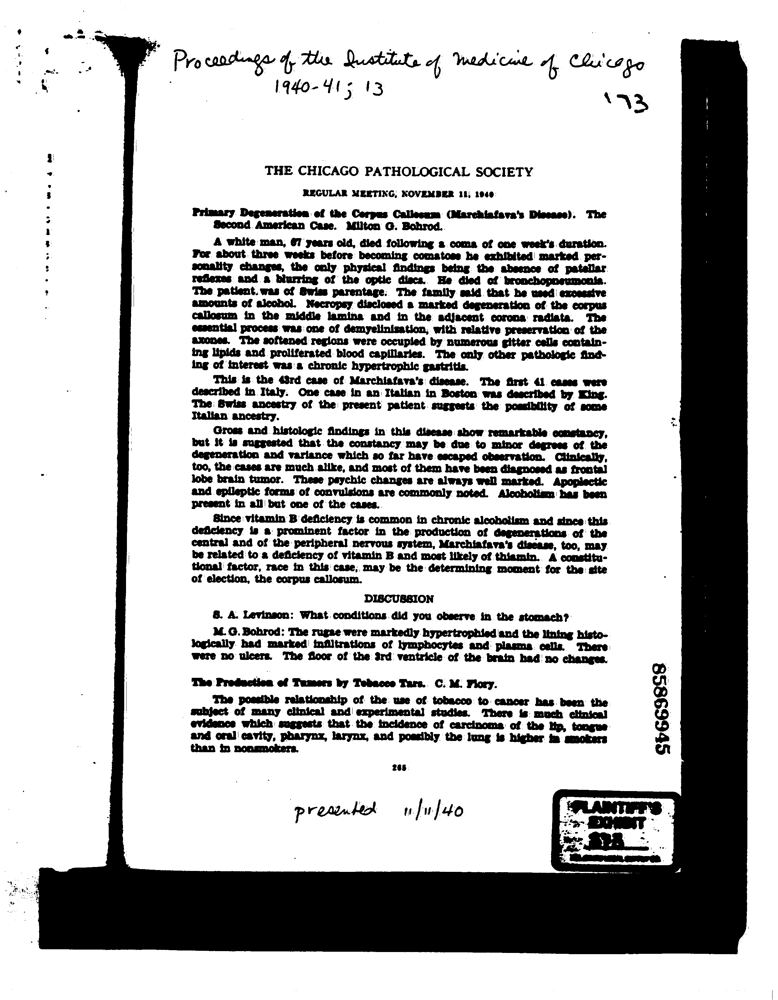 Proceedings of the Institute of Medicine of Chicago
1940-41; 13
'73
THE CHICAGO PATHOLOGICAL SOCIETY
REGULAR MEETING, NOVEMBER 11, 1940
Primary Degeneration of the Corpus Callosum (Marchiafava's Disease). The
Second American Case. Milton G. Bohrod.
A white man, 67 years old, died following a coma of one week's duration.
For about three weeks before becoming comatose he exhibited marked per-
sonality changes, the only physical findings being the absence of patellar
reflexes and a blurring of the optic discs. He died of bronchopneumonia.
The patient was of Swiss parentage. The family said that he used excessive
amounts of alcohol. Necropsy disclosed a marked degeneration of the corpus
callosum in the middle lamina and in the adjacent corona radiata. The
essential process was one of demyelinization, with relative preservation of the
axones. The softened regions were occupied by numerous gitter cells contain-
ing lipids and proliferated blood capillaries. The only other pathologic find-
ing of interest was a chronic hypertrophic gastritis.
This is the 43rd case of Marchiafava's disease. The first 41 cases were
described in Italy. One case in an Italian in Boston was described by King.
The Swiss ancestry of the present patient suggests the possibility of some
Italian ancestry.
Gross and histologic findings in this disease show remarkable constancy,
but it is suggested that the constancy may be due to minor degrees of the
degeneration and variance which so far have escaped observation. Clinically,
too, the cases are much alike, and most of them have been diagnosed as frontal
lobe brain tumor. These psychic changes are always well marked. Apoplectic
and epileptic forms of convulsions are commonly noted. Alcoholism has been
present in all but one of the cases.
Since vitamin B deficiency is common in chronic alcoholism and since this
deficiency is a prominent factor in the production of degenerations of the
central and of the peripheral nervous system, Marchiafava's disease, too, may
be related to a deficiency of vitamin B and most likely of thiamin. A constitu-
tional factor, race in this case, may be the determining moment for the site
of election, the corpus callosum.
DISCUSSION
S. A. Levinson: What conditions did you observe in the stomach?
M. G. Bohrod: The rugae were markedly hypertrophied and the lining histo-
logically had marked infiltrations of lymphocytes and plasma cells. There
were no ulcers. The floor of the 3rd ventricle of the brain had no changes.
The Production of Tumors by Tobacco Tars. C. M. Flory.
The possible relationship of the use of tobacco to cancer has been the
subject of many clinical and experimental studies. There is much clinical
evidence which suggests that the incidence of carcinoma of the lip, tongue
and oral cavity, pharynx, larynx, and possibly the lung is higher in smokers
than in nonsmokers.
265
85869945
presented 11/11/40
PLAINTIFF'S
EXHIBIT